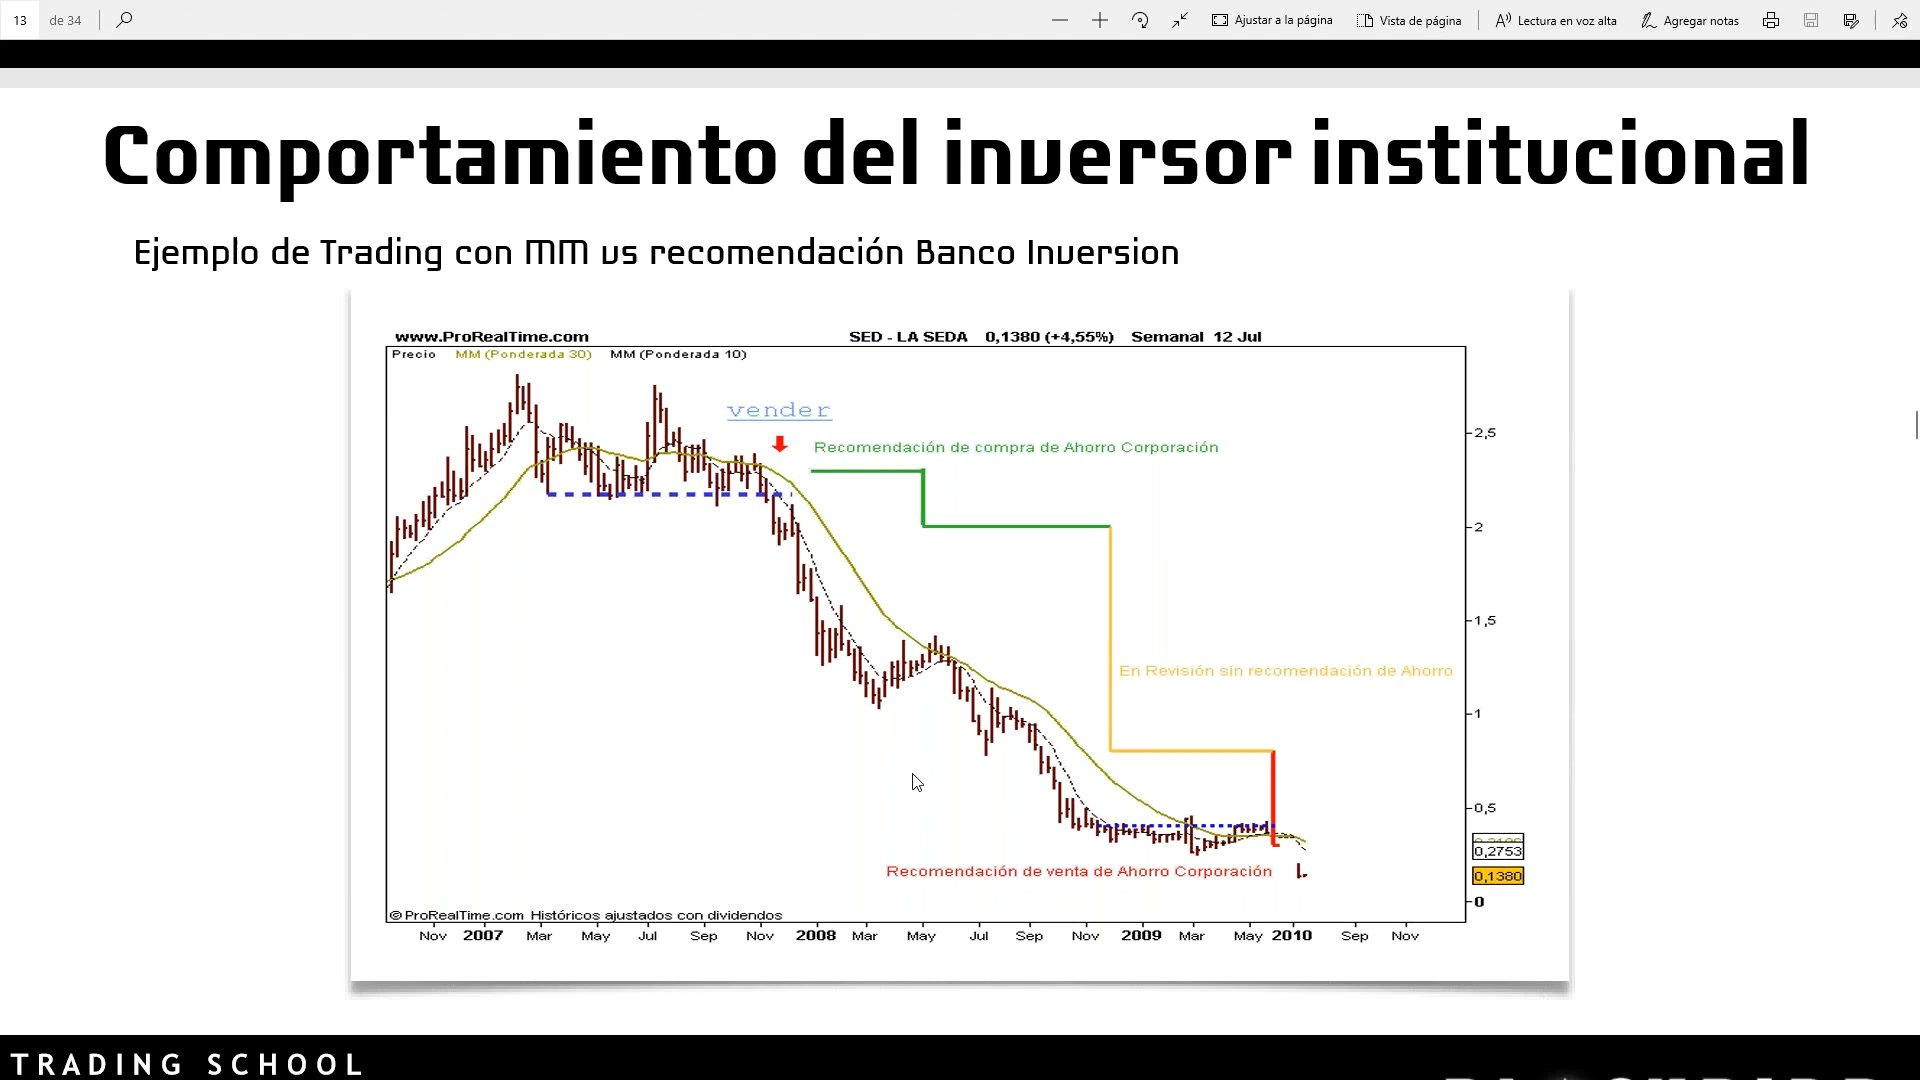 13 de 34 Ajustar a la página Vista de página Lectura en voz alta Agregar notas
Comportamiento del inversor institucional
Ejemplo de Trading con MM vs recomendación Banco Inversion
www.ProRealTime.com SED - LA SEDA 0,1380 (+4,55%) Semanal 12 Jul
Precio MM (Ponderada 30) MM (Ponderada 10)
vender
2,5
Recomendación de compra de Ahorro Corporación
2
1,5
En Revisión sin recomendación de Ahorro
1
0,5
0,2753
Recomendación de venta de Ahorro Corporación
0,1380
0
© ProRealTime.com Históricos ajustados con dividendos
Nov 2007 Mar May Jul Sep Nov 2008 Mar May Jul Sep Nov 2009 Mar May 2010 Sep Nov
TRADING SCHOOL